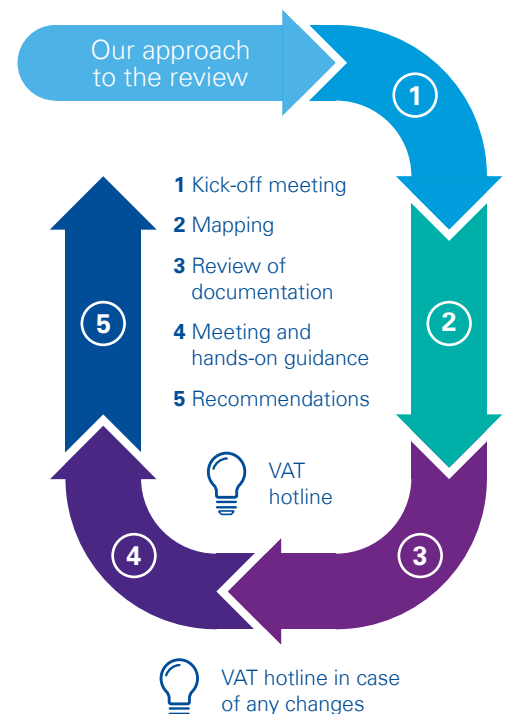 Our approach
to the review
1
1 Kick-off meeting
2 Mapping
3 Review of
documentation
4 Meeting and
hands-on guidance
5 Recommendations
5
2
VAT
hotline
4
3
VAT hotline in case
of any changes